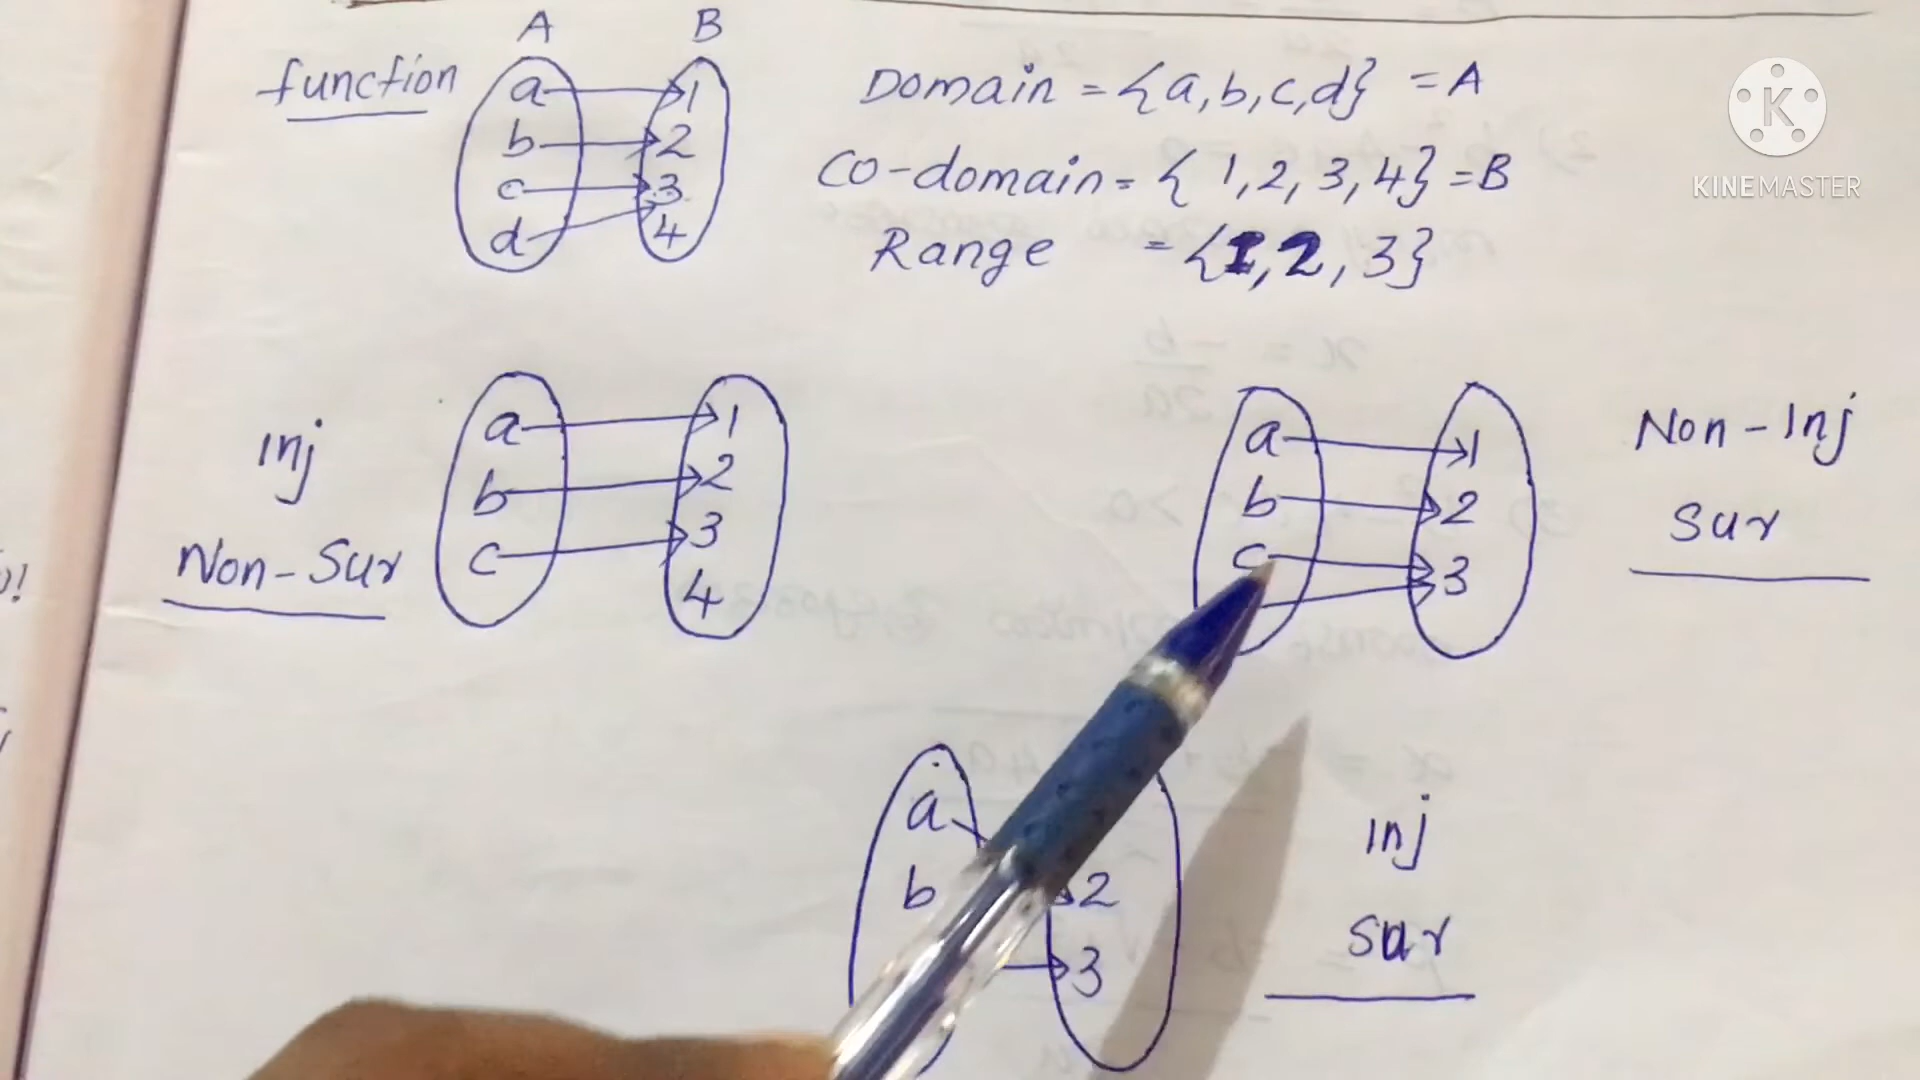 A B
function
a 1
b 2
c 3
d 4
Domain = {a,b,c,d} = A
Co-domain = { 1,2,3,4} = B
Range = {1,2,3}
Inj
Non-Sur
a 1
b 2
c 3
4
a 1
b 2
c 3
Non-Inj
Sur
a
b 2
3
Inj
Sur
KINEMASTER